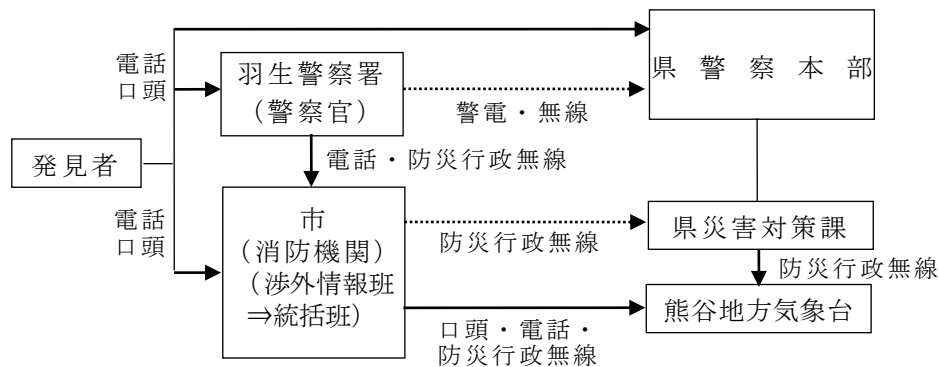 電話
口頭
羽生警察署
（警察官）
県警察本部
警電・無線
発見者
電話・防災行政無線
電話
口頭
市
（消防機関）
（渉外情報班
⇒統括班）
防災行政無線
県災害対策課
防災行政無線
口頭・電話・
防災行政無線
熊谷地方気象台